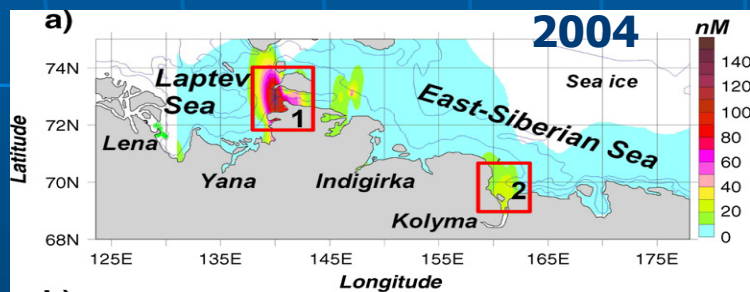 a)
2004
nM
74N
72N
70N
68N
Latitude
Laptev
Sea
Sea ice
East-Siberian Sea
1
2
Lena
Yana
Indigirka
Kolyma
140
120
100
80
60
40
20
0
115E
125E
135E
145E
155E
165E
175E
Longitude